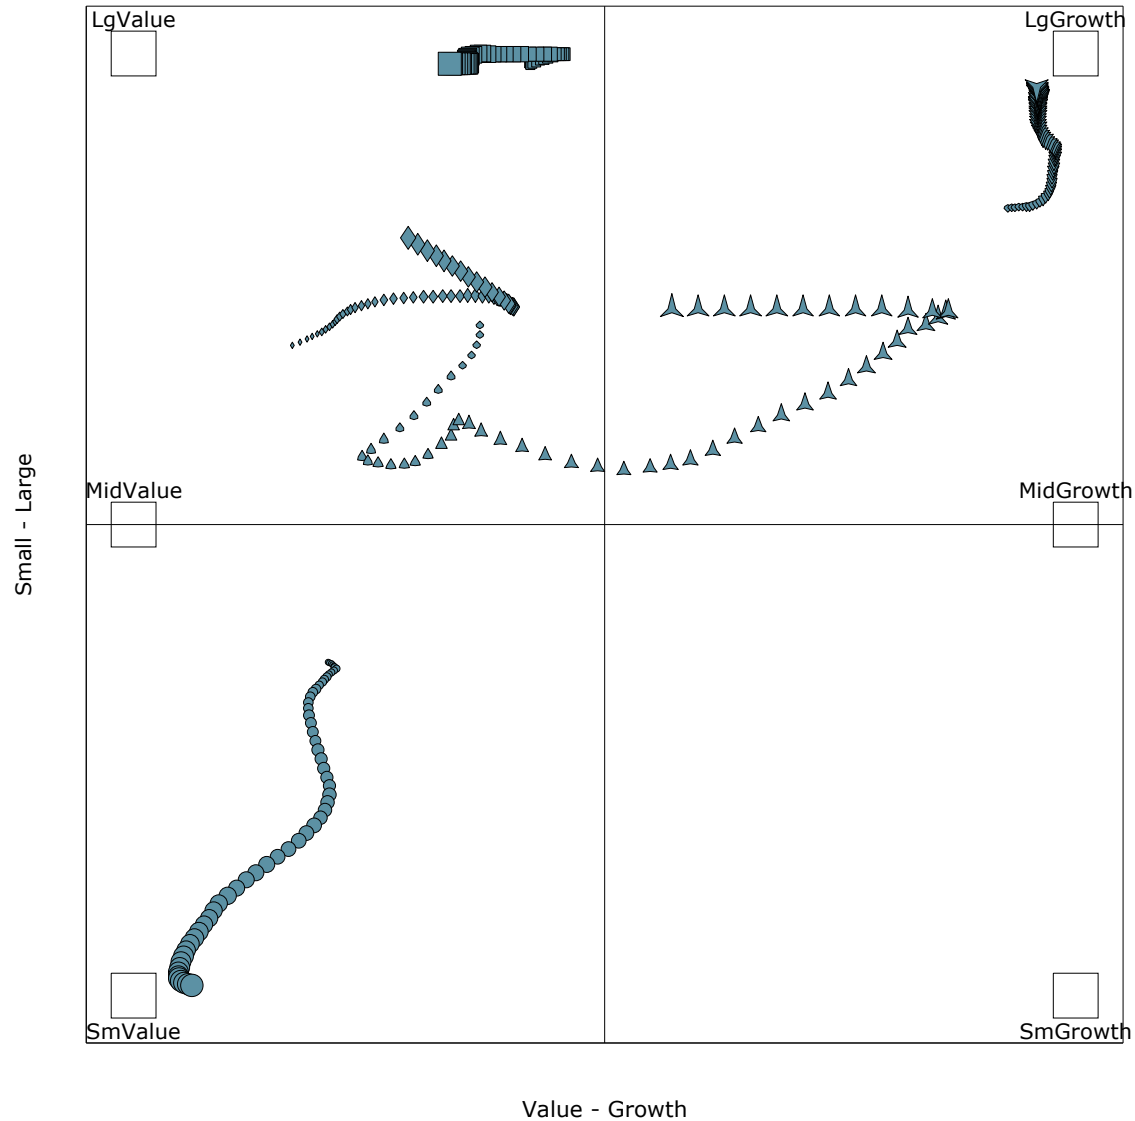 LgValue
LgGrowth
MidValue
MidGrowth
Small - Large
SmValue
SmGrowth
Value - Growth